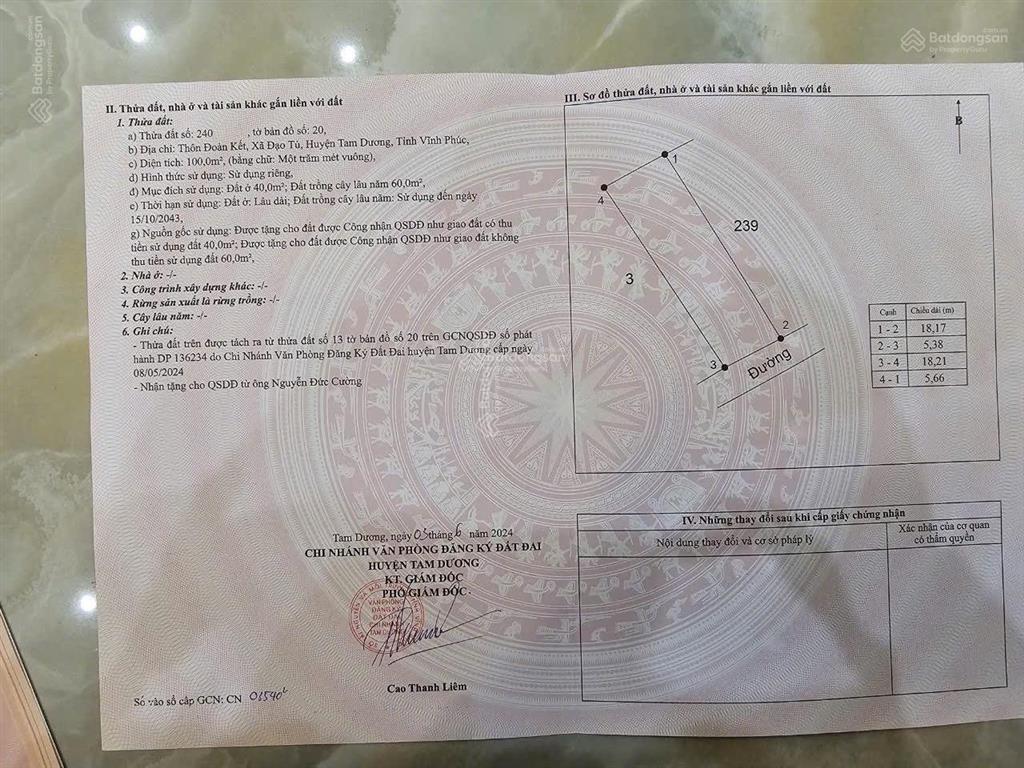 II. Thửa đất, nhà ở và tài sản khác gắn liền với đất
1. Thửa đất:
a) Thửa đất số: 240 , tờ bản đồ số: 20,
b) Địa chỉ: Thôn Đoàn Kết, Xã Đạo Tú, Huyện Tam Dương, Tỉnh Vĩnh Phúc,
c) Diện tích: 100,0m², (bằng chữ: Một trăm mét vuông),
d) Hình thức sử dụng: Sử dụng riêng,
đ) Mục đích sử dụng: Đất ở 40,0m²; Đất trồng cây lâu năm 60,0m²,
e) Thời hạn sử dụng: Đất ở: Lâu dài; Đất trồng cây lâu năm: Sử dụng đến ngày
15/10/2043,
g) Nguồn gốc sử dụng: Được tặng cho đất được Công nhận QSDĐ như giao đất có thu
tiền sử dụng đất 40,0m²; Được tặng cho đất được Công nhận QSDĐ như giao đất không
thu tiền sử dụng đất 60,0m²,
2. Nhà ở: -/-
3. Công trình xây dựng khác: -/-
4. Rừng sản xuất là rừng trồng: -/-
5. Cây lâu năm: -/-
6. Ghi chú:
- Thửa đất trên được tách ra từ thửa đất số 13 tờ bản đồ số 20 trên GCNQSDĐ số phát
hành DP 136234 do Chi Nhánh Văn Phòng Đăng Ký Đất Đai huyện Tam Dương cấp ngày
08/05/2024
- Nhận tặng cho QSDĐ từ ông Nguyễn Đức Cường
Tam Dương, ngày 03 tháng 6 năm 2024
CHI NHÁNH VĂN PHÒNG ĐĂNG KÝ ĐẤT ĐAI
HUYỆN TAM DƯƠNG
KT. GIÁM ĐỐC
PHÓ GIÁM ĐỐC
VĂN PHÒNG
ĐĂNG KÝ
ĐẤT ĐAI
CHI NHÁNH
TAM DƯƠNG
Cao Thanh Liêm
Số vào sổ cấp GCN: CN
III. Sơ đồ thửa đất, nhà ở và tài sản khác gắn liền với đất
B
1
4
239
3
2
3
Đường
Cạnh Chiều dài (m)
1 - 2 18,17
2 - 3 5,38
3 - 4 18,21
4 - 1 5,66
IV. Những thay đổi sau khi cấp giấy chứng nhận
Nội dung thay đổi và cơ sở pháp lý
Xác nhận của cơ quan
có thẩm quyền
Batdongsan
by PropertyGuru
Batdongsan
by PropertyGuru
Batdongsan